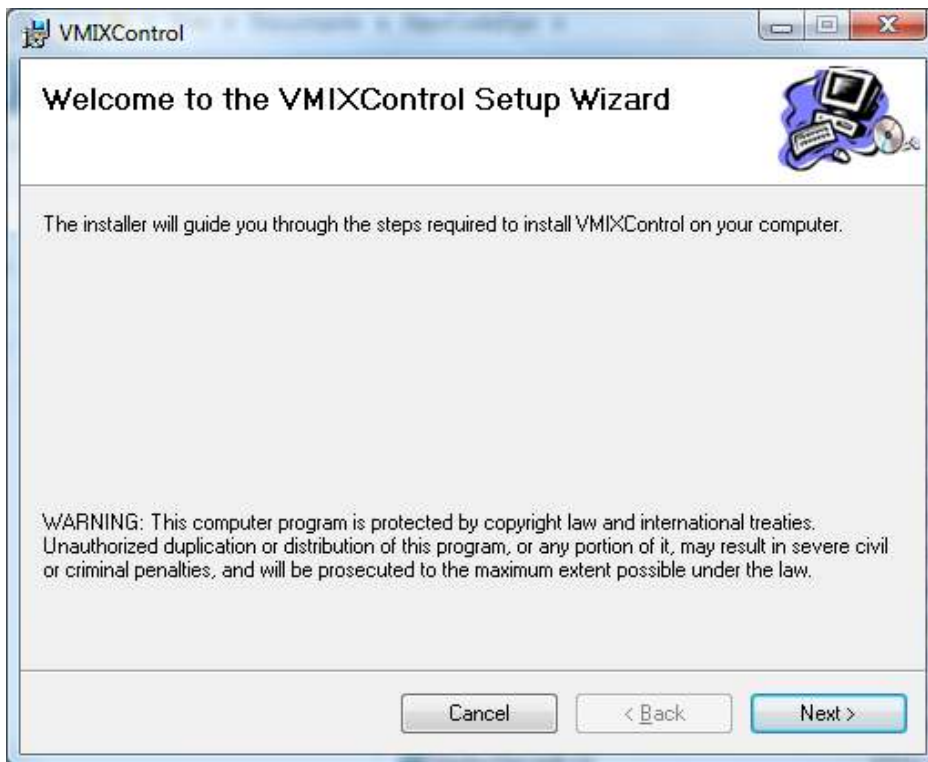 VMIXControl
Welcome to the VMIXControl Setup Wizard
The installer will guide you through the steps required to install VMIXControl on your computer.
WARNING: This computer program is protected by copyright law and international treaties.
Unauthorized duplication or distribution of this program, or any portion of it, may result in severe civil
or criminal penalties, and will be prosecuted to the maximum extent possible under the law.
Cancel
< Back
Next >